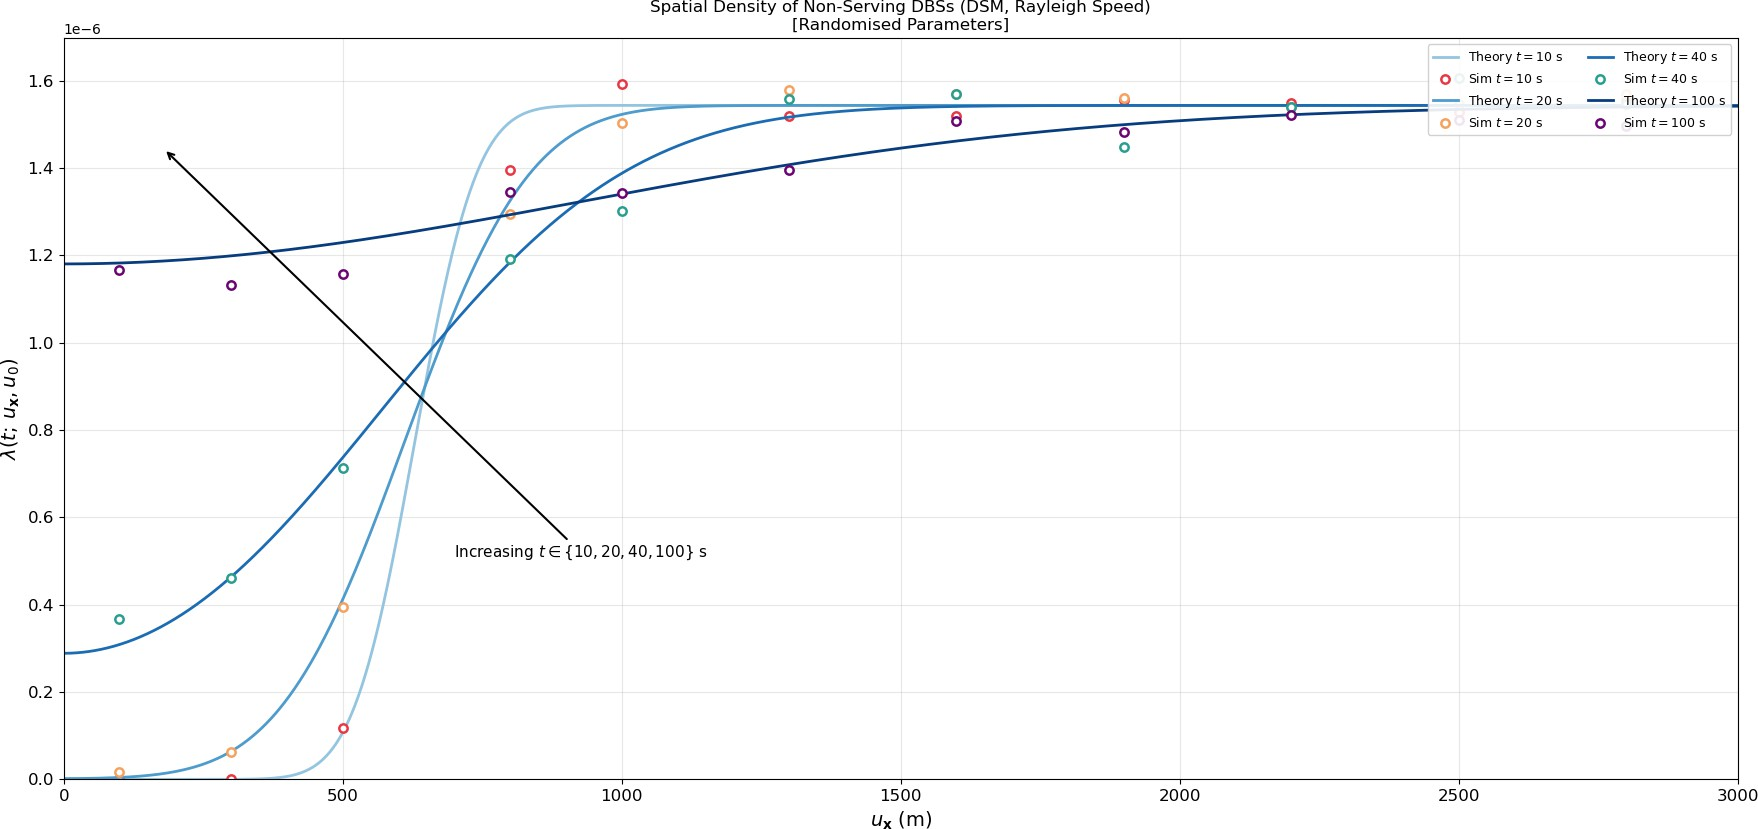 Spatial Density of Non-Serving DBSs (DSM, Rayleigh Speed)
[Randomised Parameters]
1e−6
1.6
1.4
1.2
1.0
0.8
0.6
0.4
0.2
0.0
λ(t; u_x, u_0)
Theory t = 10 s
Sim t = 10 s
Theory t = 20 s
Sim t = 20 s
Theory t = 40 s
Sim t = 40 s
Theory t = 100 s
Sim t = 100 s
Increasing t ∈ {10, 20, 40, 100} s
0 500 1000 1500 2000 2500 3000
u_x (m)